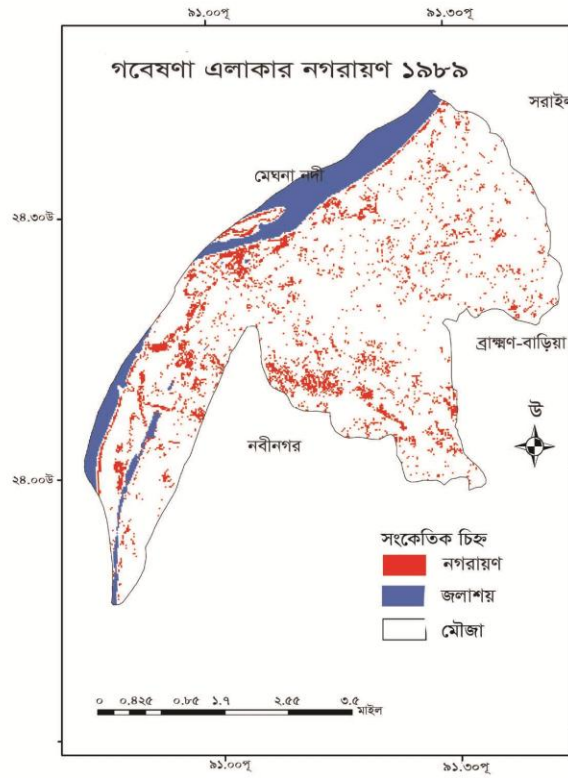 ৯১.০০পূ ৯১.৩০পূ
গবেষণা এলাকার নগরায়ণ ১৯৮৯
সরাইল
মেঘনা নদী
২৪.৩০উ
ব্রাহ্মণ-বাড়িয়া
উ
নবীনগর
২৪.০০উ
সংকেতিক চিহ্ন
নগরায়ণ
জলাশয়
মৌজা
০ ০.৪২৫ ০.৮৫ ১.৭ ২.৫৫ ৩.৫
মাইল
৯১.০০পূ ৯১.৩০পূ